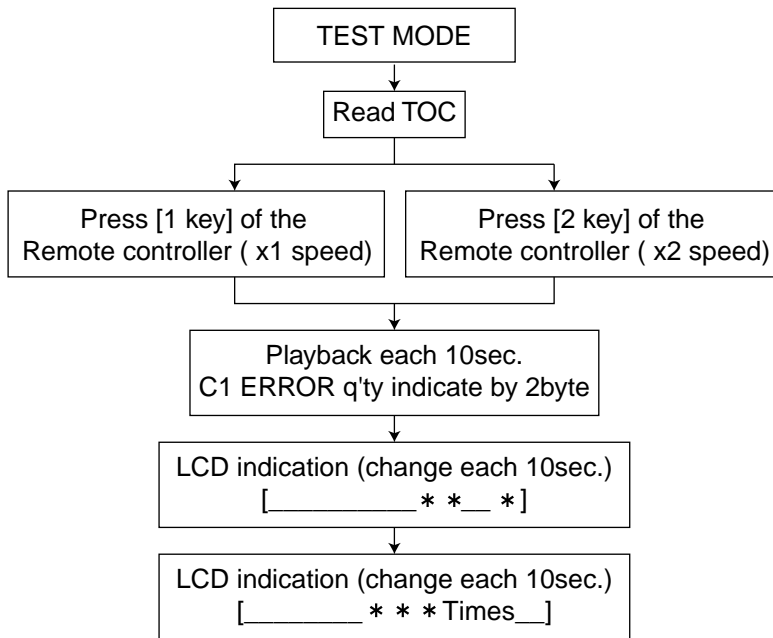 TEST MODE
Read TOC
Press [1 key] of the
Remote controller ( x1 speed)
Press [2 key] of the
Remote controller ( x2 speed)
Playback each 10sec.
C1 ERROR q'ty indicate by 2byte
LCD indication (change each 10sec.)
[__________* *__ *]
LCD indication (change each 10sec.)
[________* * *Times__]